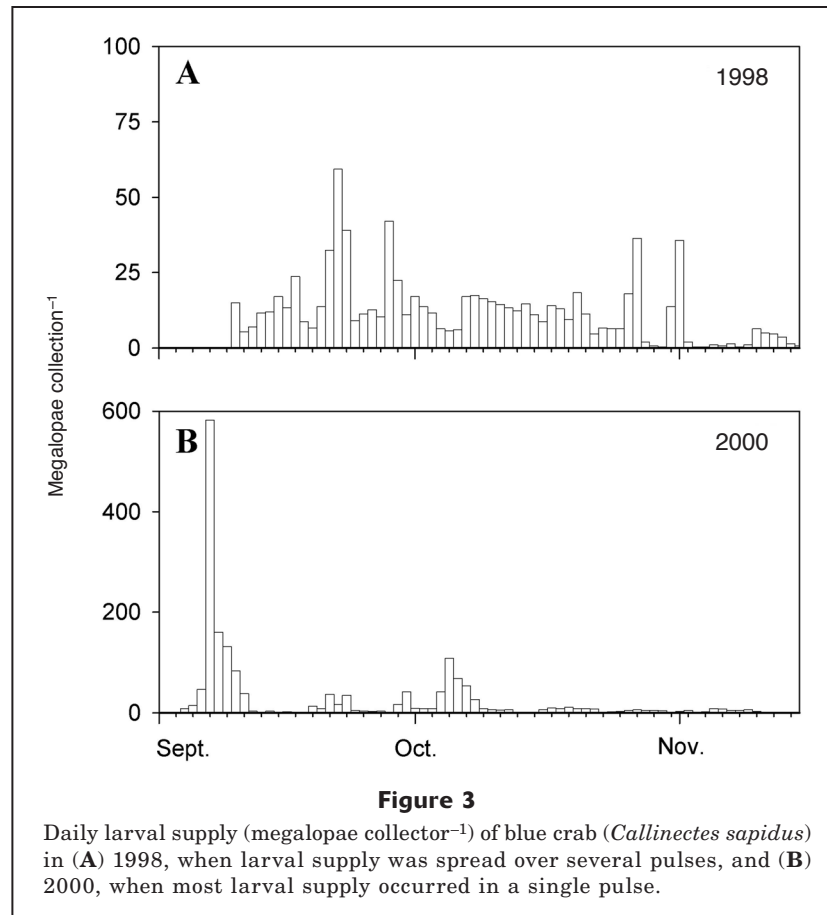 100
A
1998
75
50
25
0
Megalopae collection⁻¹
600
B
2000
400
200
0
Sept. Oct. Nov.
Figure 3
Daily larval supply (megalopae collector⁻¹) of blue crab (Callinectes sapidus)
in (A) 1998, when larval supply was spread over several pulses, and (B)
2000, when most larval supply occurred in a single pulse.